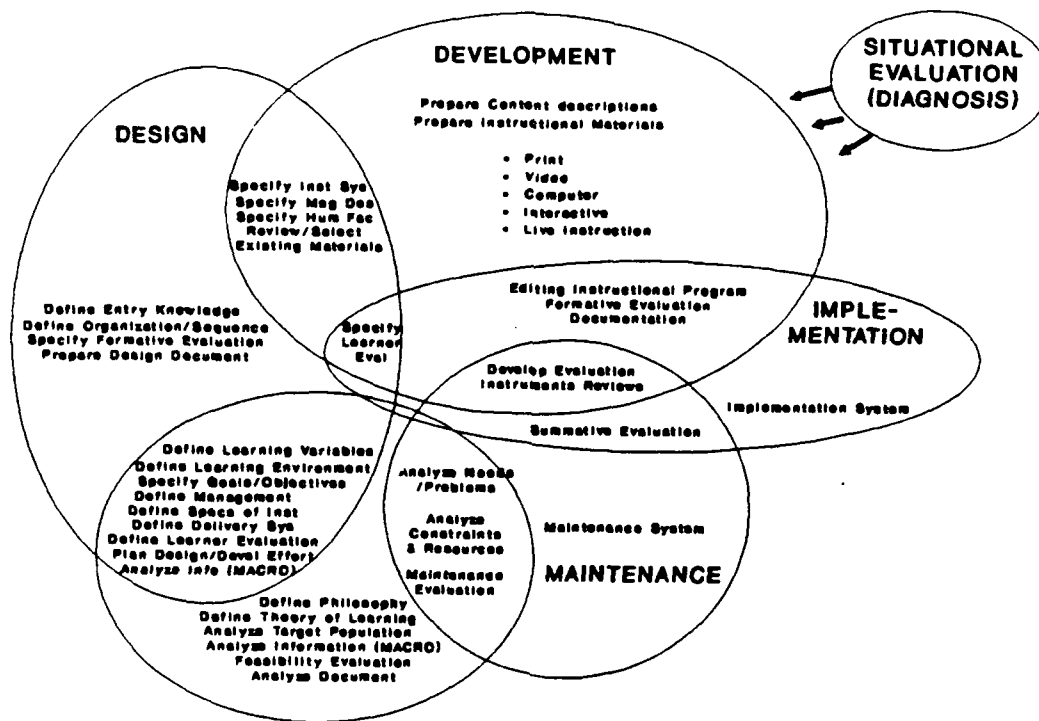 DEVELOPMENT
Prepare Content descriptions
Prepare Instructional Materials
• Print
• Video
• Computer
• Interactive
• Live Instruction
SITUATIONAL
EVALUATION
(DIAGNOSIS)
DESIGN
Specify Inst Sys
Specify Msg Des
Specify Hum Fac
Review/Select
Existing Materials
Define Entry Knowledge
Define Organization/Sequence
Specify Formative Evaluation
Prepare Design Document
Specify
Learner
Eval
Editing Instructional Program
Formative Evaluation
Documentation
IMPLE-
MENTATION
Develop Evaluation
Instruments Reviews
Implementation System
Summative Evaluation
Define Learning Variables
Define Learning Environment
Specify Goals/Objectives
Define Management
Define Specs of Inst
Define Delivery Sys
Define Learner Evaluation
Plan Design/Devel Effort
Analyze Info (MACRO)
Analyze Needs
/Problems
Analyze
Constraints
& Resources
Maintenance
Evaluation
Maintenance System
MAINTENANCE
Define Philosophy
Define Theory of Learning
Analyze Target Population
Analyze Information (MACRO)
Feasibility Evaluation
Analyze Document